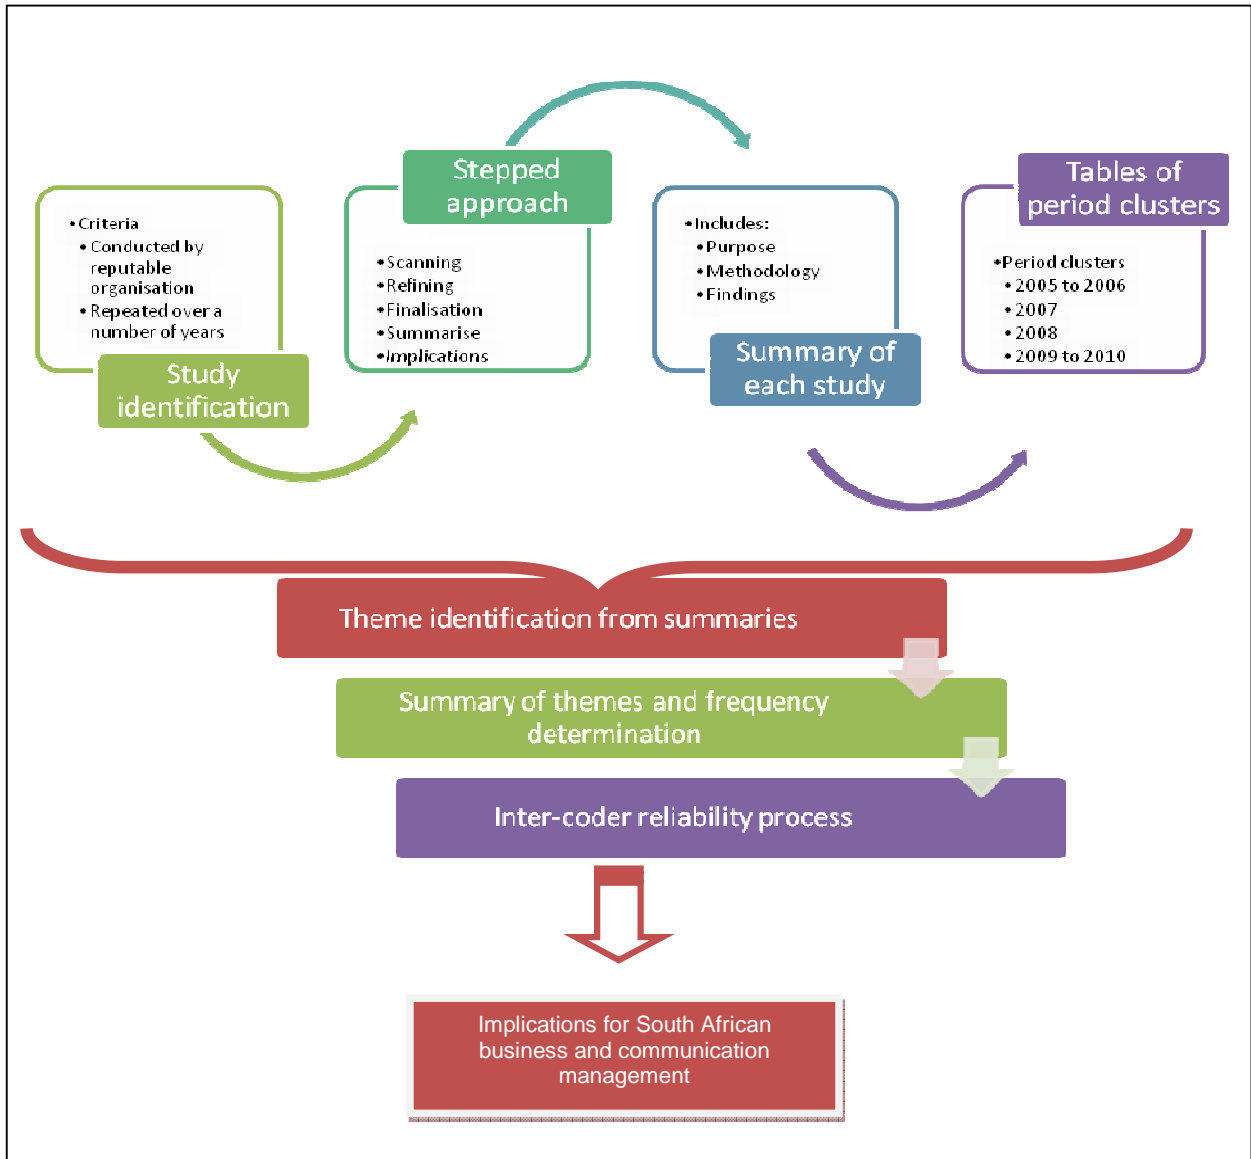 • Criteria
• Conducted by
reputable
organisation
• Repeated over a
number of years
Study
identification
Stepped
approach
• Scanning
• Refining
• Finalisation
• Summarise
• Implications
• Includes:
• Purpose
• Methodology
• Findings
Summary of
each study
Tables of
period clusters
• Period clusters
• 2005 to 2006
• 2007
• 2008
• 2009 to 2010
Theme identification from summaries
Summary of themes and frequency
determination
Inter-coder reliability process
Implications for South African
business and communication
management